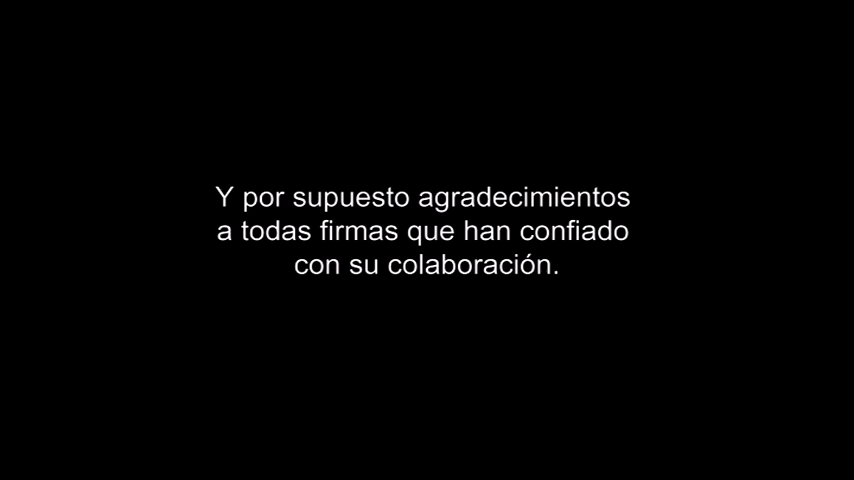 Y por supuesto agradecimientos
a todas firmas que han confiado
con su colaboración.